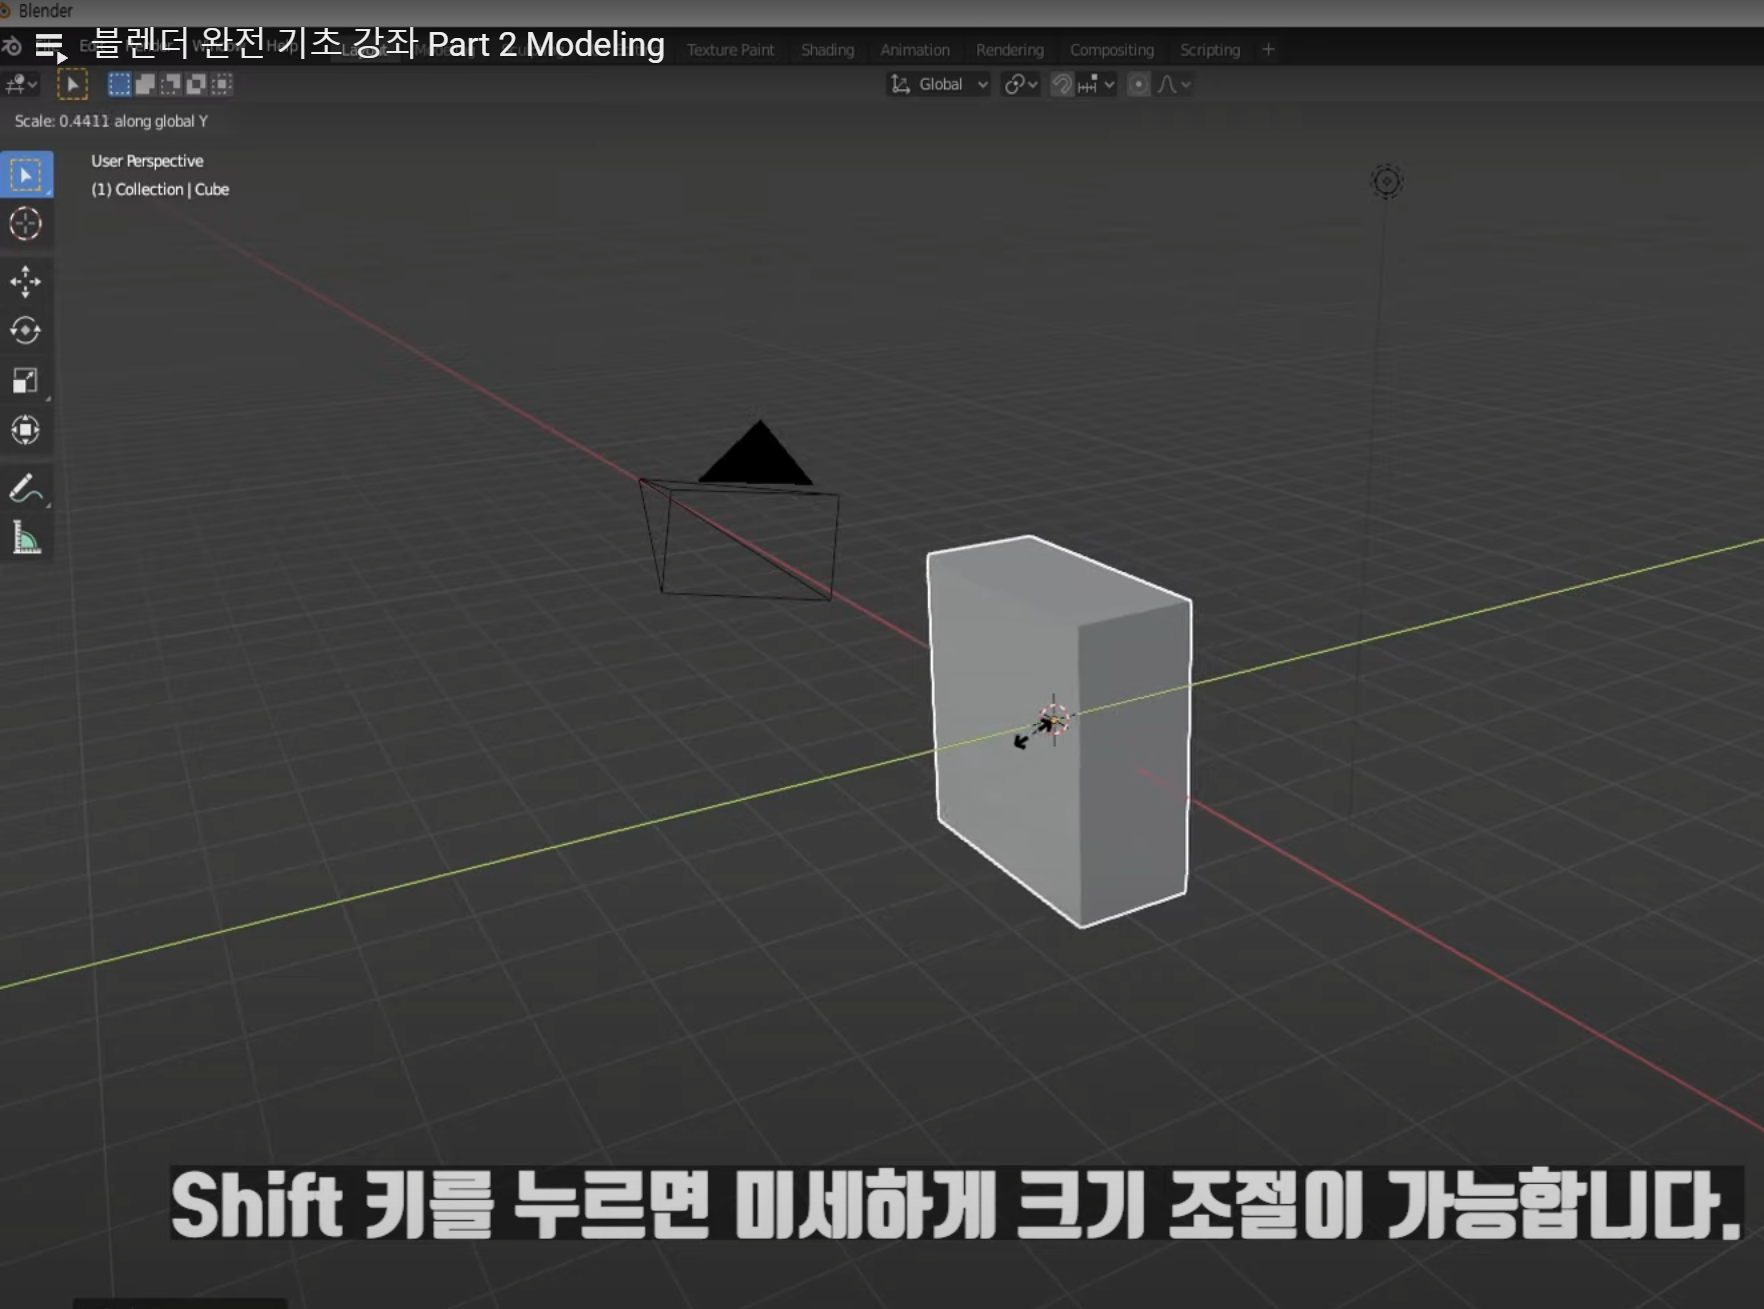 Blender
블렌더 완전 기초 강좌 Part 2 Modeling
Texture Paint Shading Animation Rendering Compositing Scripting +
Global
Scale: 0.4411 along global Y
User Perspective
(1) Collection | Cube
Shift 키를 누르면 미세하게 크기 조절이 가능합니다.